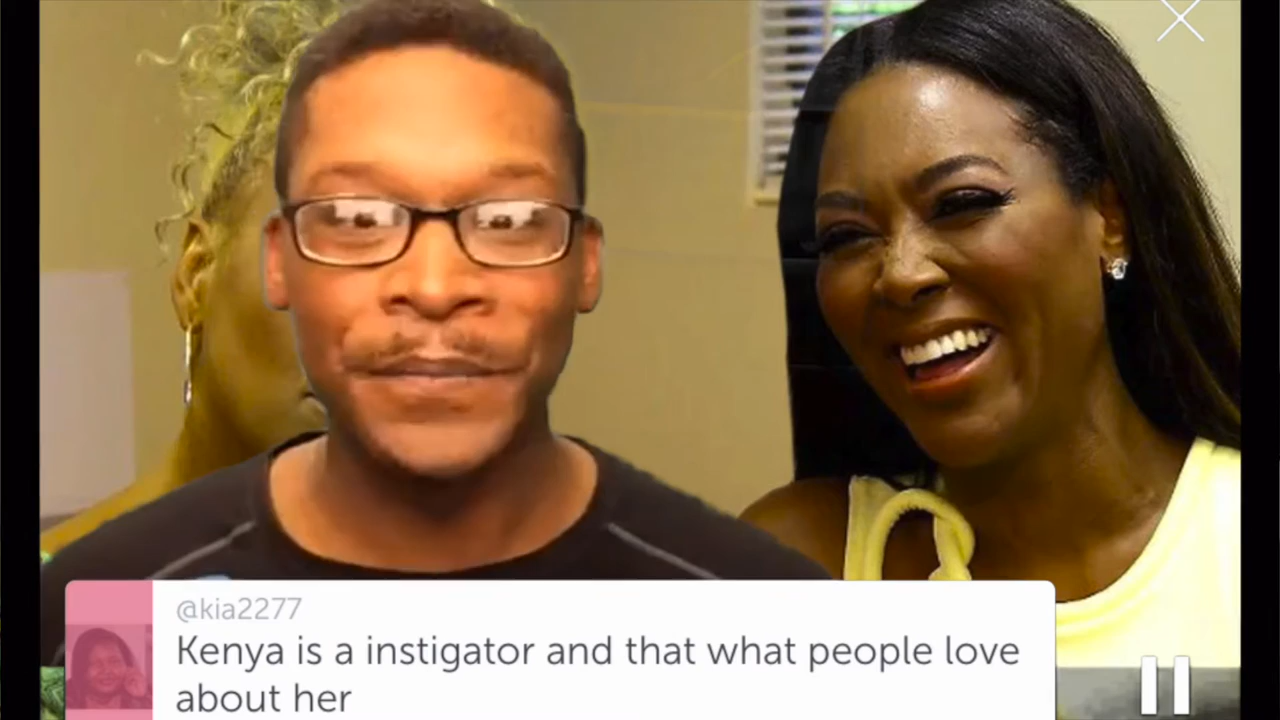 @kia2277
Kenya is a instigator and that what people love
about her